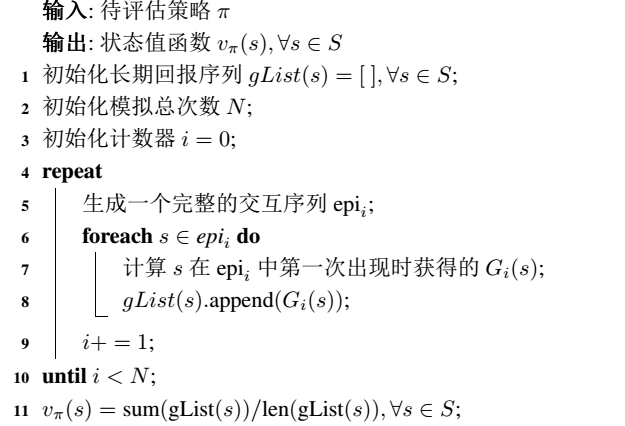 输入: 待评估策略 π
输出: 状态值函数 vπ(s), ∀s ∈ S
1 初始化长期回报序列 gList(s) = [ ], ∀s ∈ S;
2 初始化模拟总次数 N;
3 初始化计数器 i = 0;
4 repeat
5 生成一个完整的交互序列 epi_i;
6 foreach s ∈ epi_i do
7 计算 s 在 epi_i 中第一次出现时获得的 G_i(s);
8 gList(s).append(G_i(s));
9 i+ = 1;
10 until i < N;
11 vπ(s) = sum(gList(s))/len(gList(s)), ∀s ∈ S;